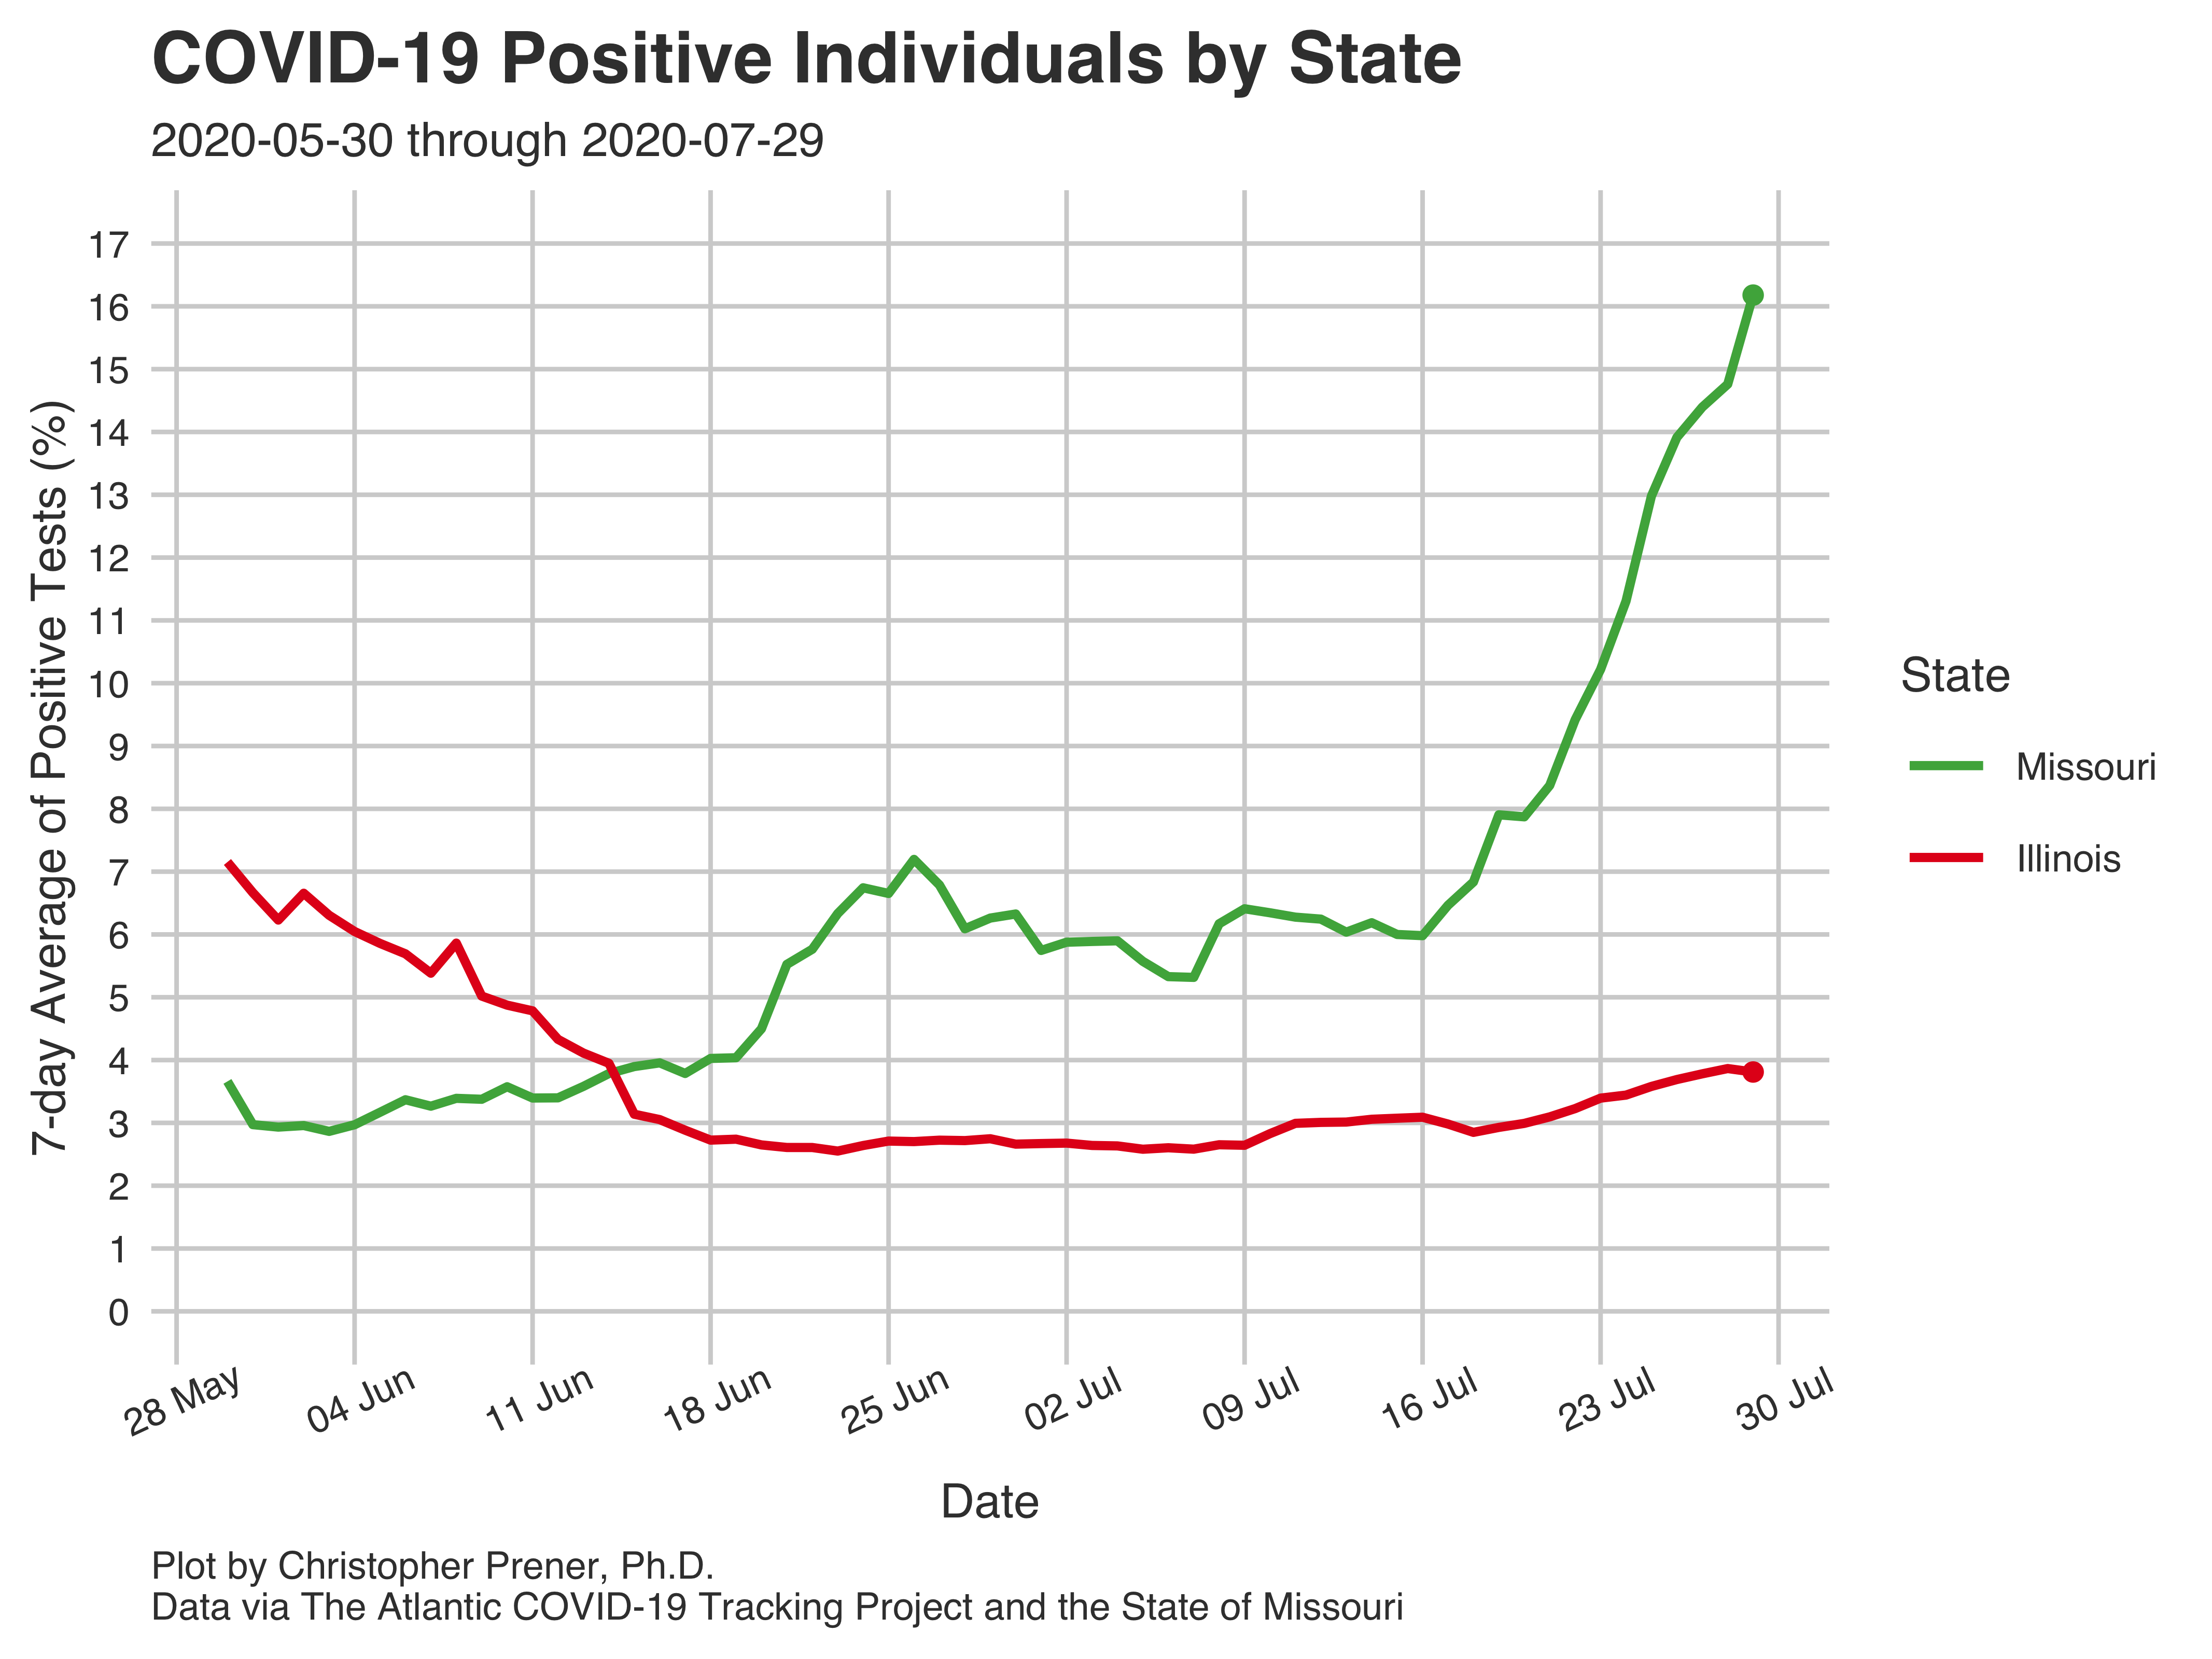 COVID-19 Positive Individuals by State
2020-05-30 through 2020-07-29
7-day Average of Positive Tests (%)
17
16
15
14
13
12
11
10
9
8
7
6
5
4
3
2
1
0
28 May
04 Jun
11 Jun
18 Jun
25 Jun
02 Jul
09 Jul
16 Jul
23 Jul
30 Jul
Date
State
Missouri
Illinois
Plot by Christopher Prener, Ph.D.
Data via The Atlantic COVID-19 Tracking Project and the State of Missouri